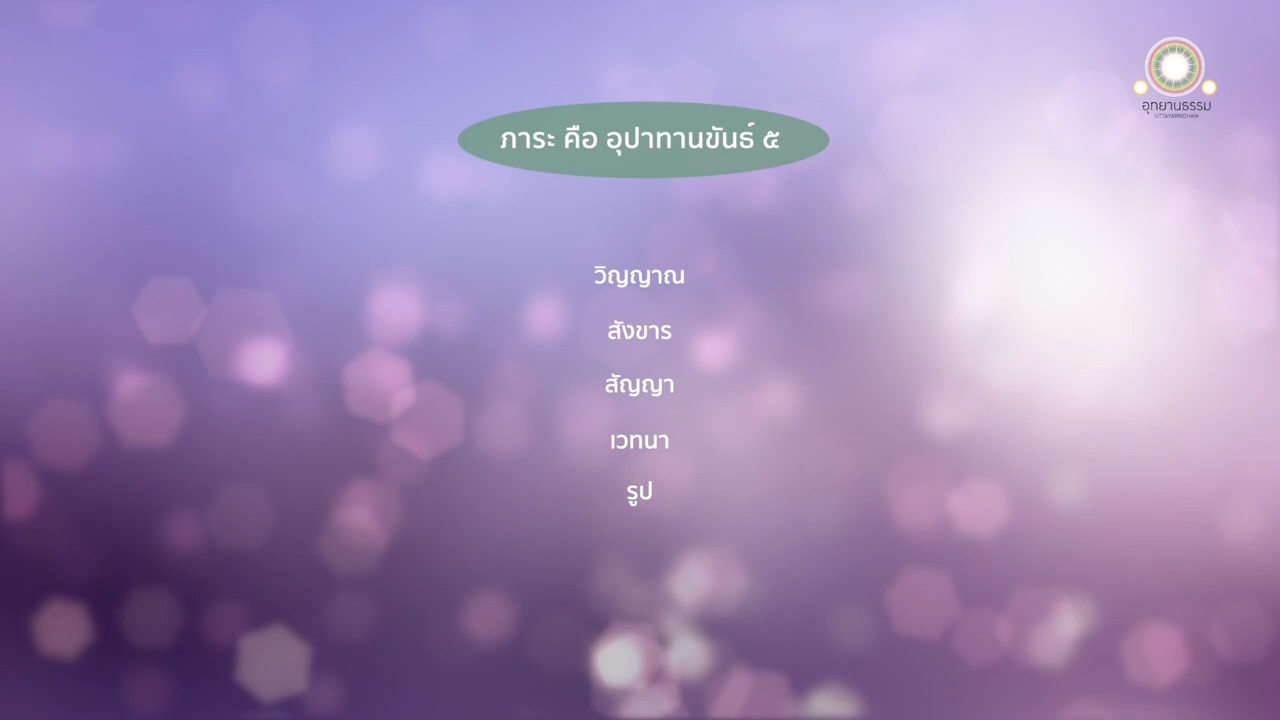 อุทยานธรรม
UTTAYARNDHAM
ภาระ คือ อุปาทานขันธ์ ๕
วิญญาณ
สังขาร
สัญญา
เวทนา
รูป